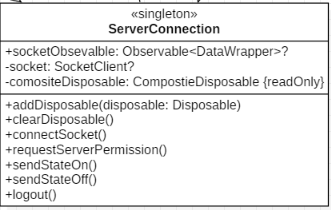 «singleton»
ServerConnection
+socketObsevalble: Observable<DataWrapper>?
-socket: SocketClient?
-comositeDisposable: CompostieDisposable {readOnly}
+addDisposable(disposable: Disposable)
+clearDisposable()
+connectSocket()
+requestServerPermission()
+sendStateOn()
+sendStateOff()
+logout()